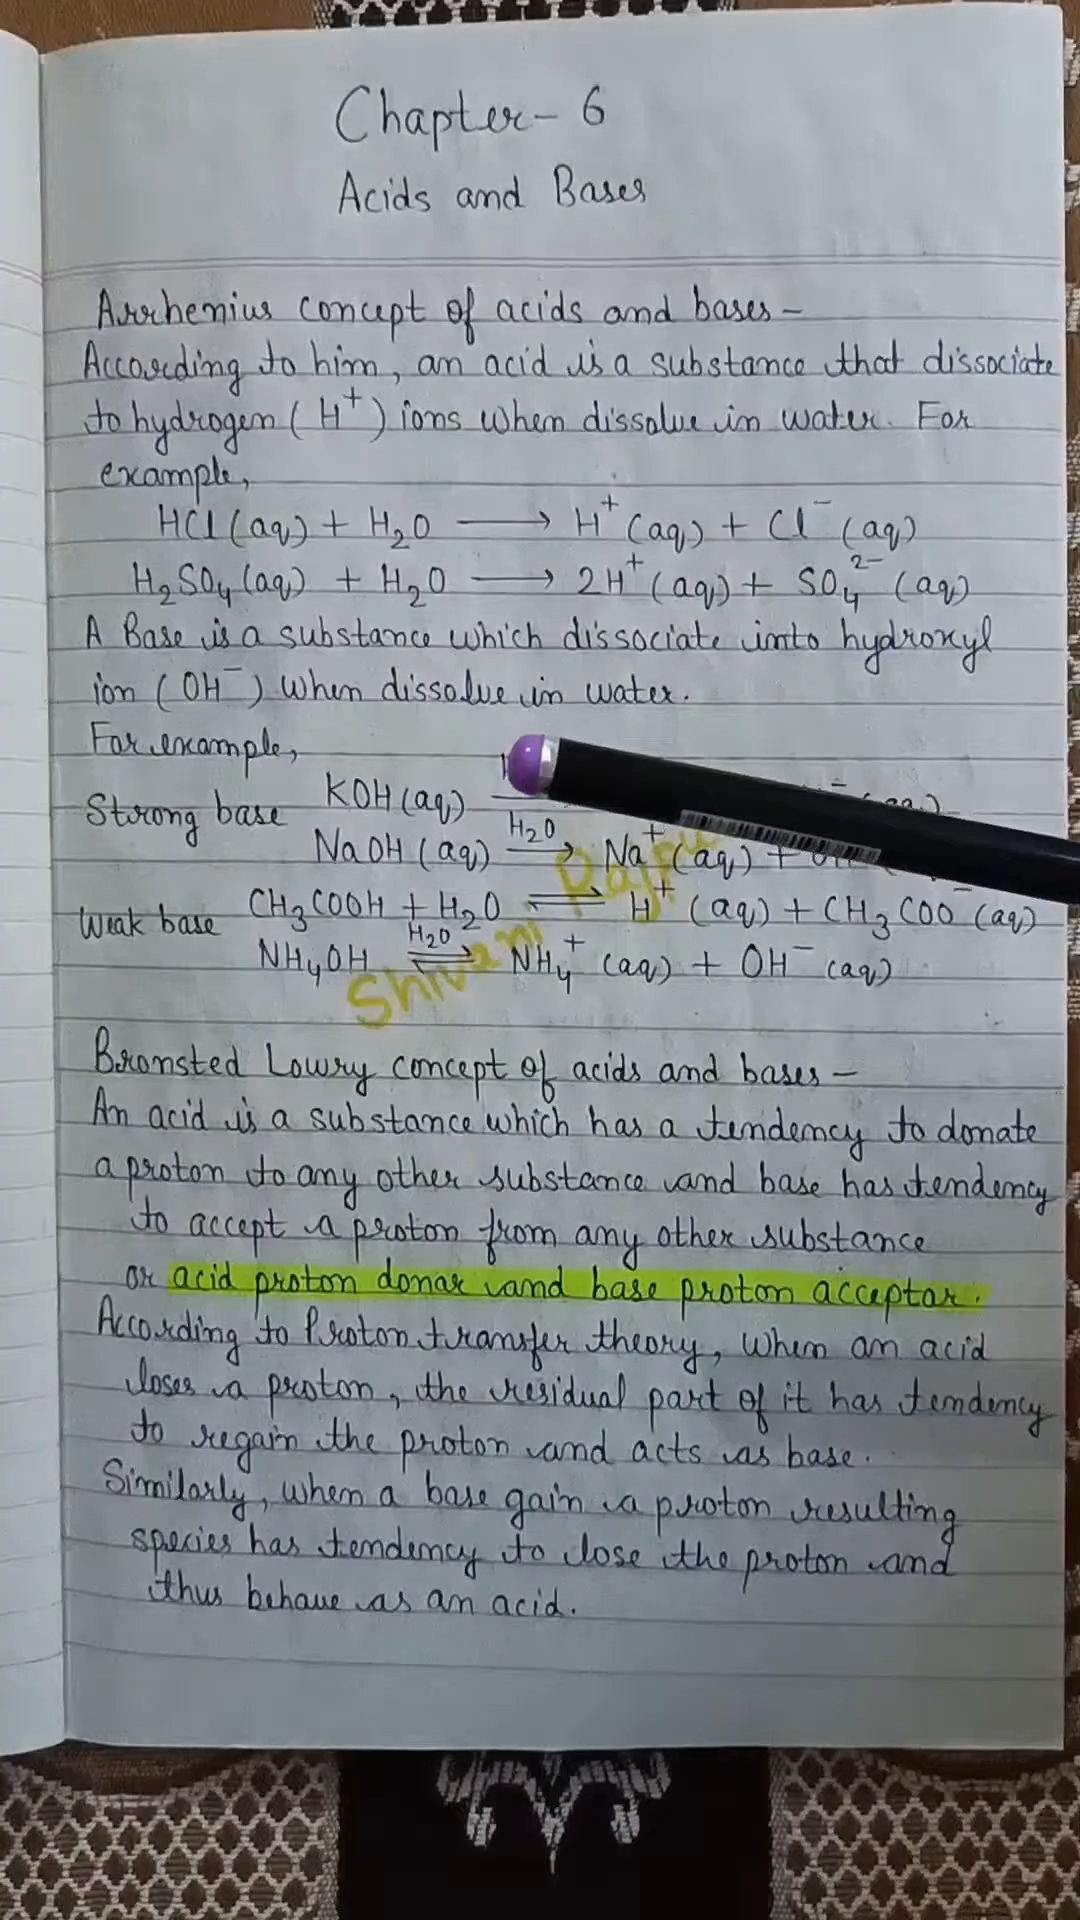 Chapter- 6
Acids and Bases
Arrhenius concept of acids and bases -
According to him, an acid is a substance that dissociate
to hydrogen (H⁺) ions when dissolve in water. For
example,
HCl (aq) + H₂O ⟶ H⁺ (aq) + Cl⁻ (aq)
H₂SO₄ (aq) + H₂O ⟶ 2H⁺ (aq) + SO₄²⁻ (aq)
A Base is a substance which dissociate into hydroxyl
ion (OH⁻) when dissolve in water.
For example,
Strong base KOH (aq)
NaOH (aq) H₂O ⟶ Na⁺ (aq) +
Weak base CH₃COOH + H₂O ⇌ H⁺ (aq) + CH₃COO⁻ (aq)
NH₄OH H₂O ⇌ NH₄⁺ (aq) + OH⁻ (aq)
Shivani
Bronsted Lowry concept of acids and bases -
An acid is a substance which has a tendency to donate
a proton to any other substance and base has tendency
to accept a proton from any other substance
or acid proton donar and base proton acceptar.
According to Proton transfer theory, when an acid
loses a proton, the residual part of it has tendency
to regain the proton and acts as base.
Similarly, when a base gain a proton resulting
species has tendency to lose the proton and
thus behave as an acid.